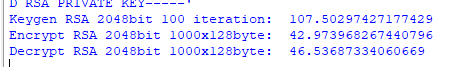 D RSA PRIVATE KEY-----'
Keygen RSA 2048bit 100 iteration:  107.50297427177429
Encrypt RSA 2048bit 1000x128byte:  42.973968267440796
Decrypt RSA 2048bit 1000x128byte:  46.53687334060669